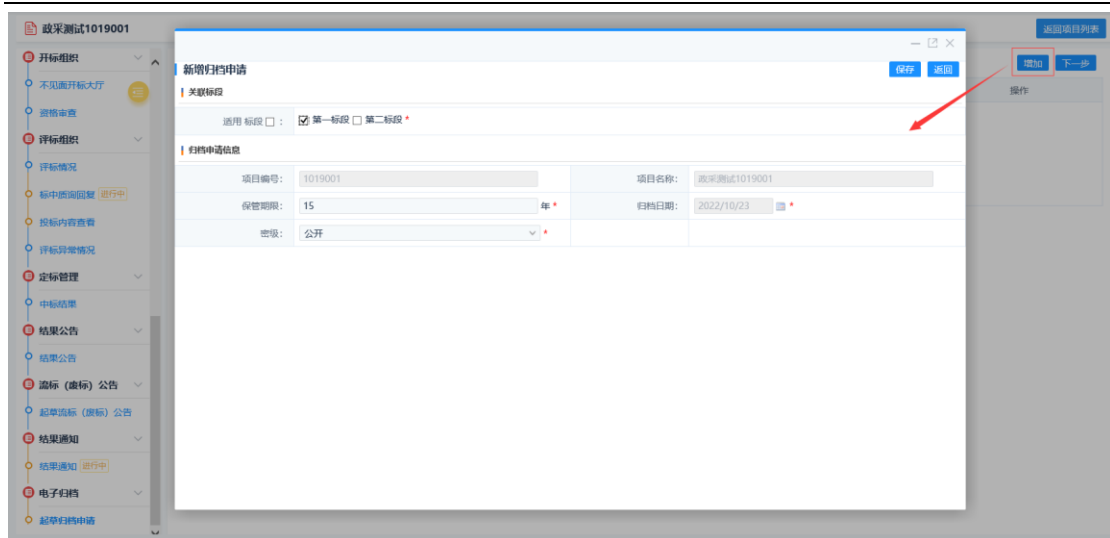 政采测试1019001
返回项目列表
开标组织
不见面开标大厅
资格审查
评标组织
评标情况
标中质询回复 进行中
投标内容查看
评标异常情况
定标管理
中标结果
结果公告
结果公告
流标（废标）公告
起草流标（废标）公告
结果通知
结果通知 进行中
电子归档
起草归档申请
增加 下一步
操作
新增归档申请
保存 返回
关联标段
适用 标段 ： 第一标段 第二标段 *
归档申请信息
项目编号： 1019001 项目名称： 政采测试1019001
保管期限： 15 年 * 归档日期： 2022/10/23 *
密级： 公开 *